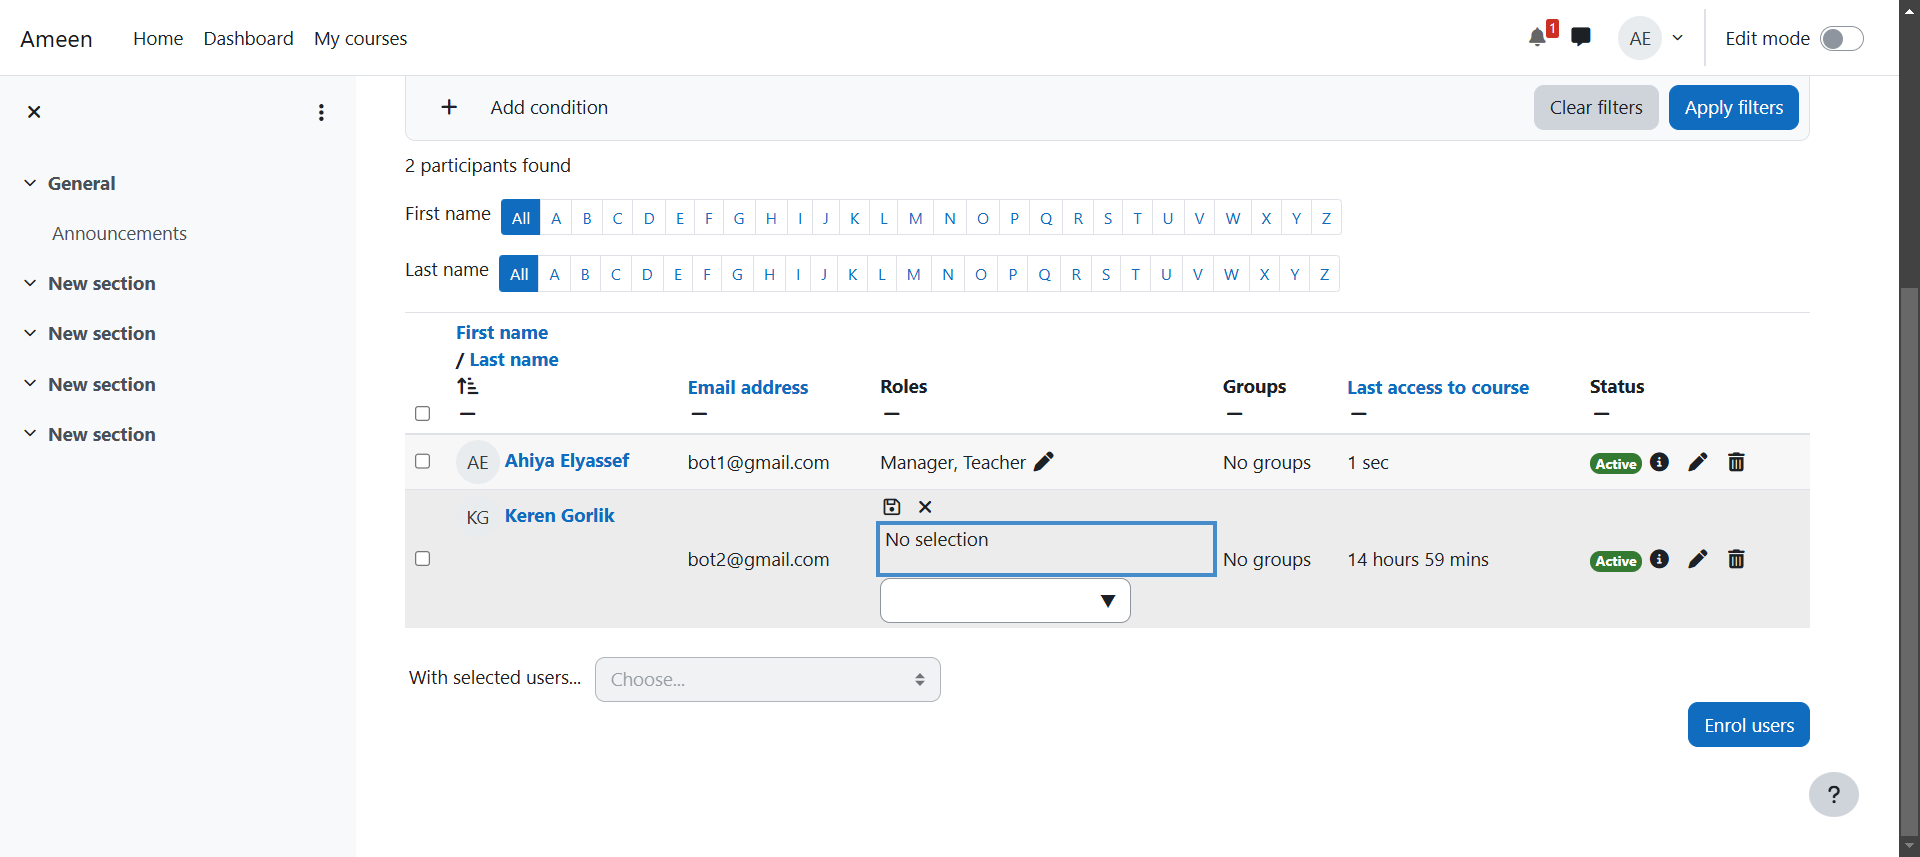 Ameen
Home Dashboard My courses
1
AE
Edit mode
General
Announcements
New section
New section
New section
New section
Add condition
Clear filters Apply filters
2 participants found
First name All A B C D E F G H I J K L M N O P Q R S T U V W X Y Z
Last name All A B C D E F G H I J K L M N O P Q R S T U V W X Y Z
First name
/ Last name
Email address Roles Groups Last access to course Status
AE Ahiya Elyassef bot1@gmail.com Manager, Teacher No groups 1 sec Active
KG Keren Gorlik
No selection
bot2@gmail.com No groups 14 hours 59 mins Active
With selected users... Choose...
Enrol users
?